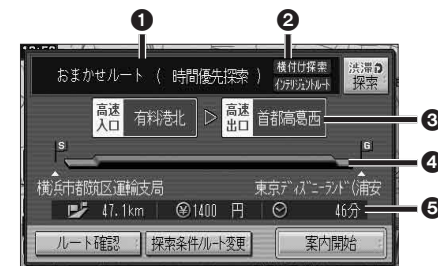 ❶ ❷
おまかせルート ( 時間優先探索 ) 横付け探索 渋滞
インテリジェントルート 探索
高速入口 有料港北 ▷ 高速出口 首都高葛西 ❸
S G
❹
横浜市都筑区運輸支局 東京ディズニーランド(浦安
47.1km ¥1400 円 46分 ❺
ルート確認 探索条件/ルート変更 案内開始